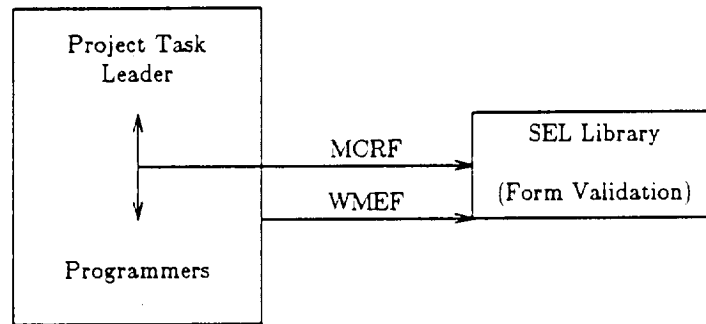 Project Task
Leader
MCRF
SEL Library
(Form Validation)
WMEF
Programmers